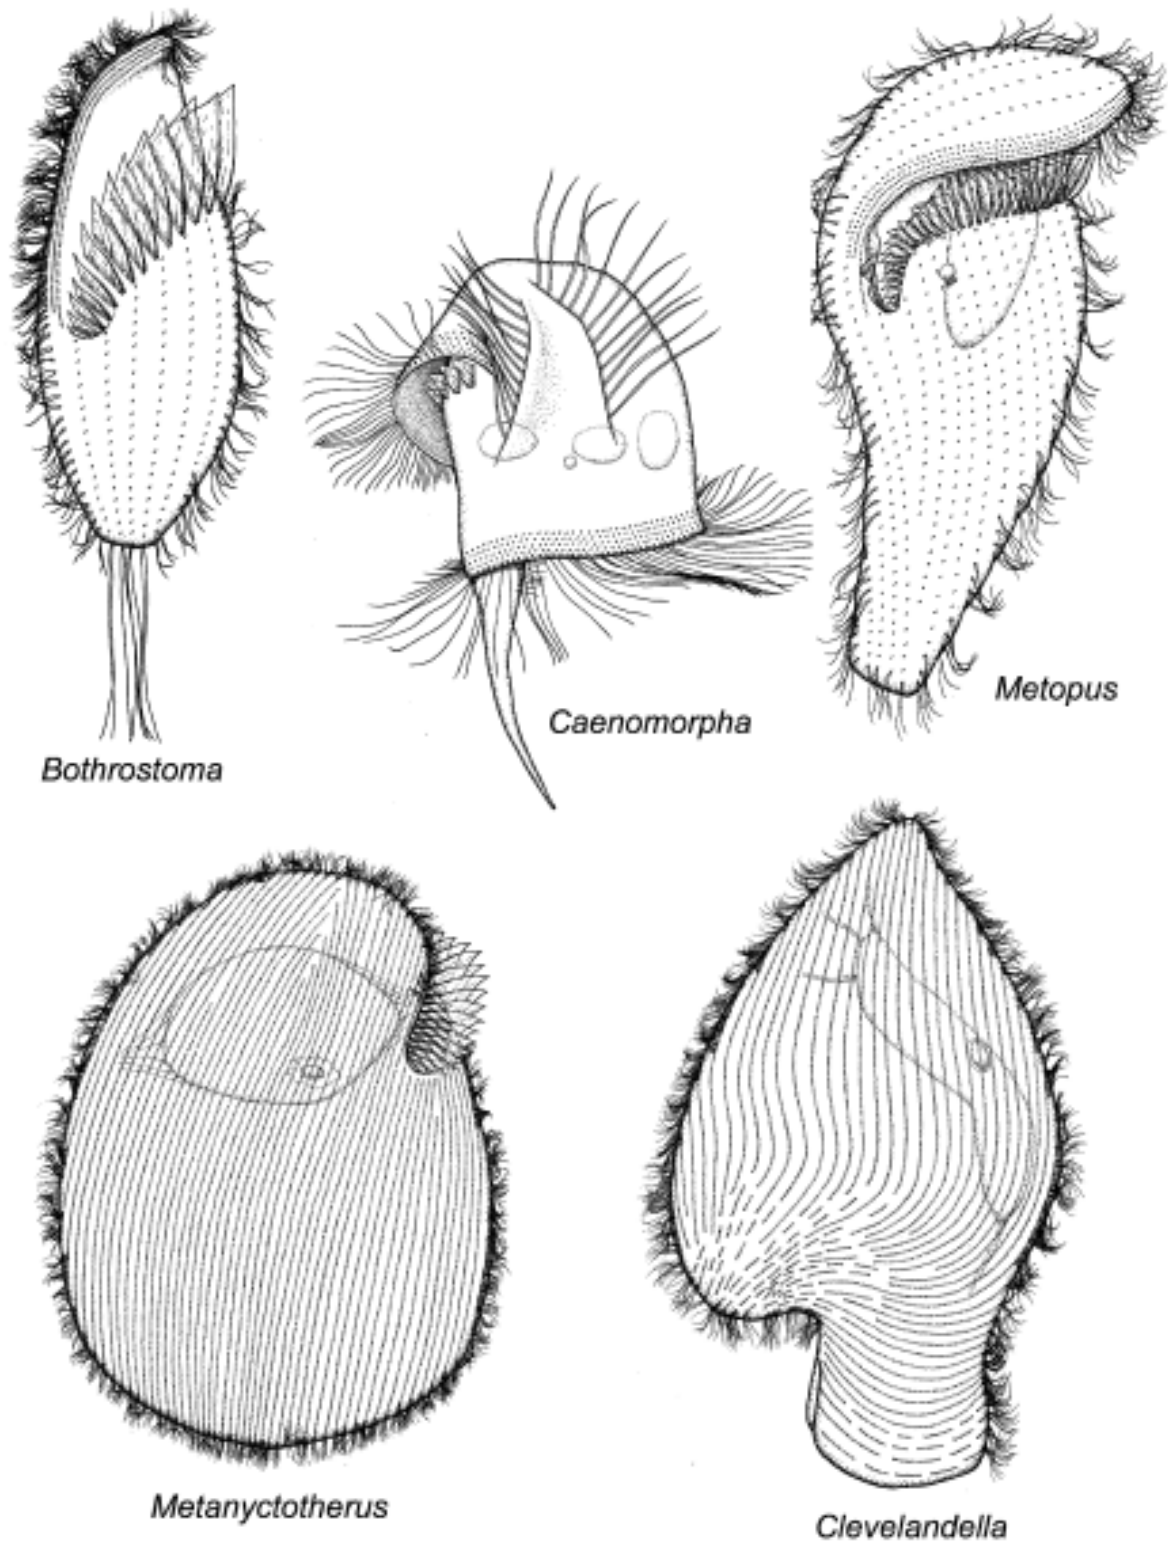 Metopus
Caenomorpha
Bothrostoma
Metanyctotherus
Clevelandella